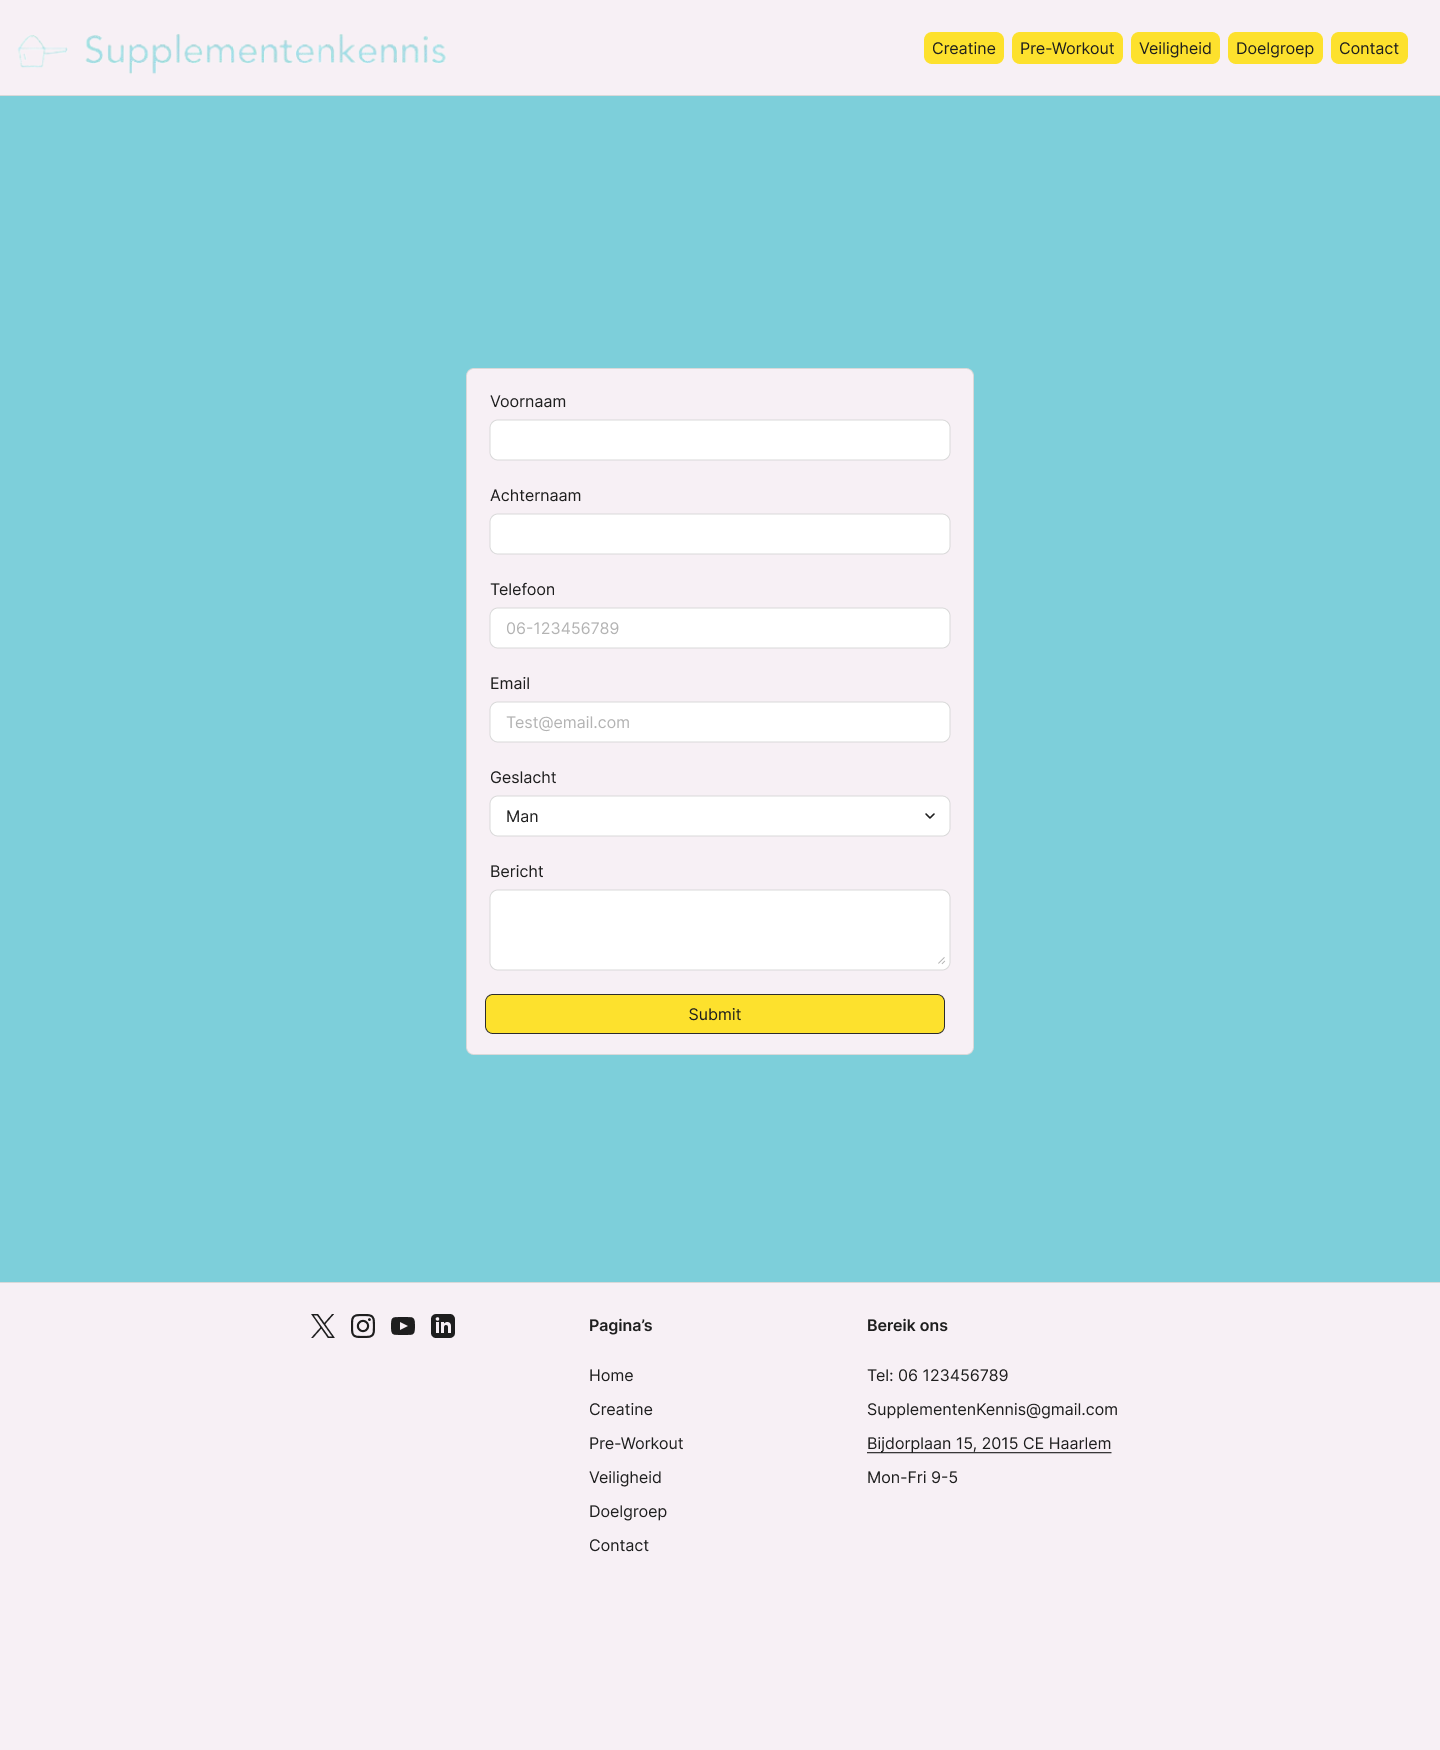 Supplementenkennis
Creatine Pre-Workout Veiligheid Doelgroep Contact
Voornaam
Achternaam
Telefoon
06-123456789
Email
Test@email.com
Geslacht
Man
Bericht
Submit
Pagina’s
Home
Creatine
Pre-Workout
Veiligheid
Doelgroep
Contact
Bereik ons
Tel: 06 123456789
SupplementenKennis@gmail.com
Bijdorplaan 15, 2015 CE Haarlem
Mon-Fri 9-5